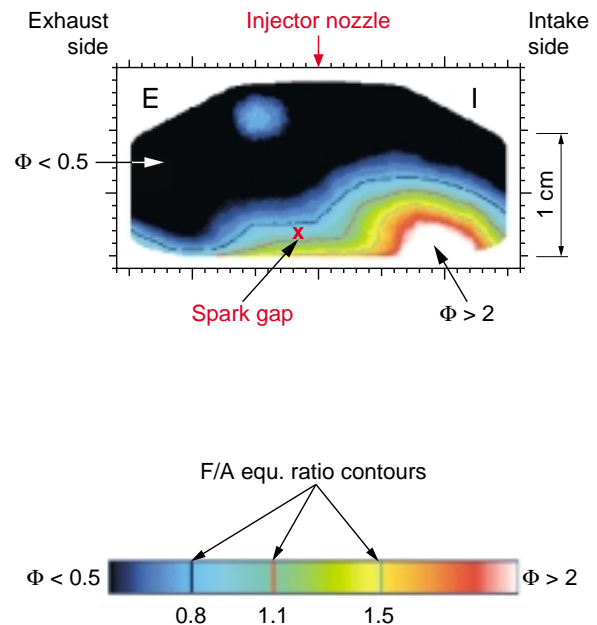 Exhaust side
Injector nozzle
Intake side
E
I
Φ < 0.5
x
1 cm
Spark gap
Φ > 2
F/A equ. ratio contours
Φ < 0.5
Φ > 2
0.8
1.1
1.5